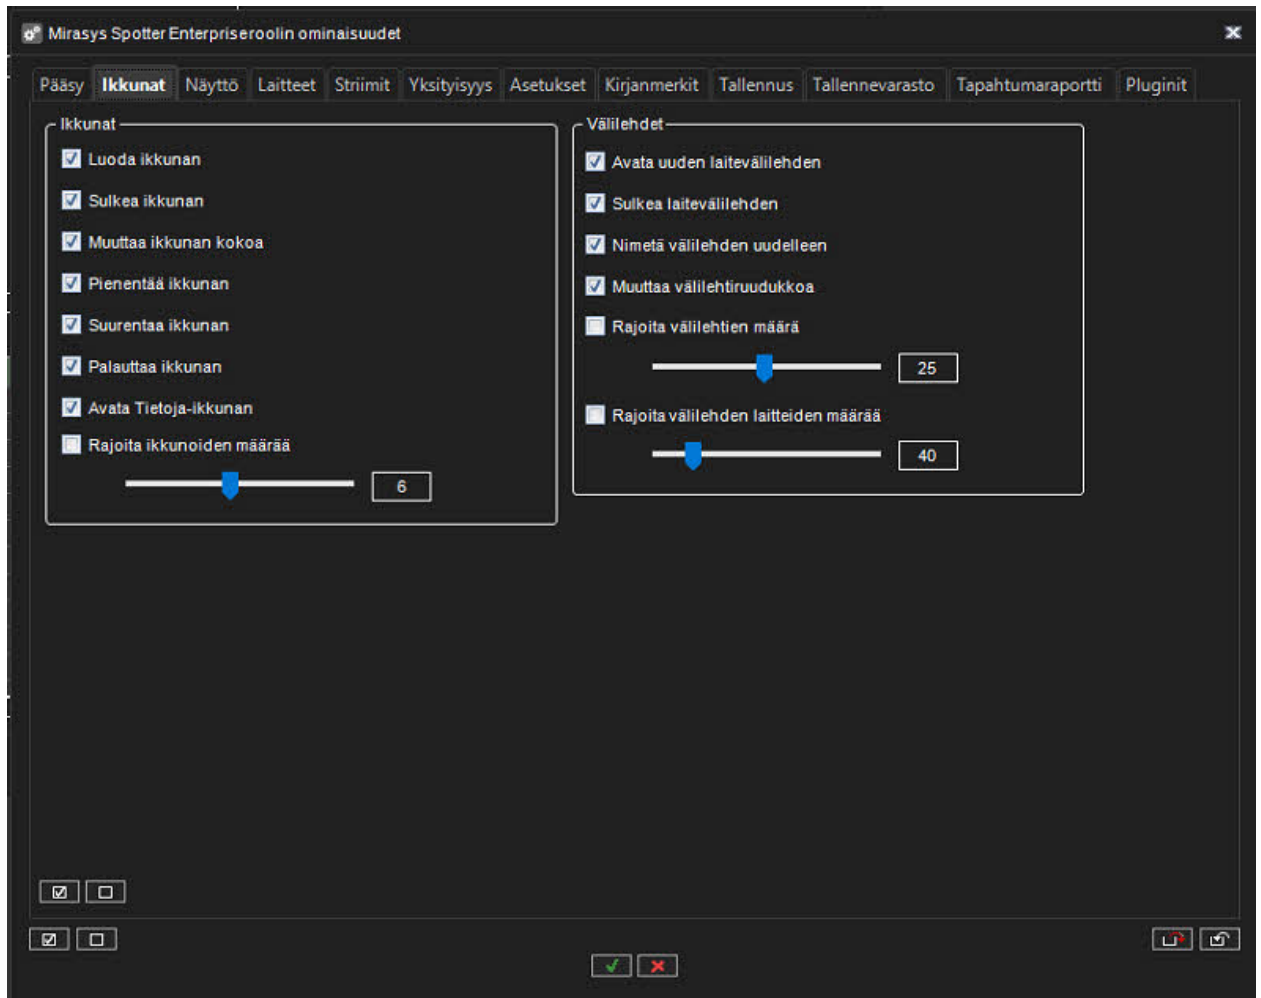 Mirasys Spotter Enterpriseroolin ominaisuudet
Pääsy Ikkunat Näyttö Laitteet Striimit Yksityisyys Asetukset Kirjanmerkit Tallennus Tallennevarasto Tapahtumaraportti Pluginit
Ikkunat
Luoda ikkunan
Sulkea ikkunan
Muuttaa ikkunan kokoa
Pienentää ikkunan
Suurentaa ikkunan
Palauttaa ikkunan
Avata Tietoja-ikkunan
Rajoita ikkunoiden määrää
6
Välilehdet
Avata uuden laitevälilehden
Sulkea laitevälilehden
Nimetä välilehden uudelleen
Muuttaa välilehtiruudukkoa
Rajoita välilehtien määrä
25
Rajoita välilehden laitteiden määrää
40